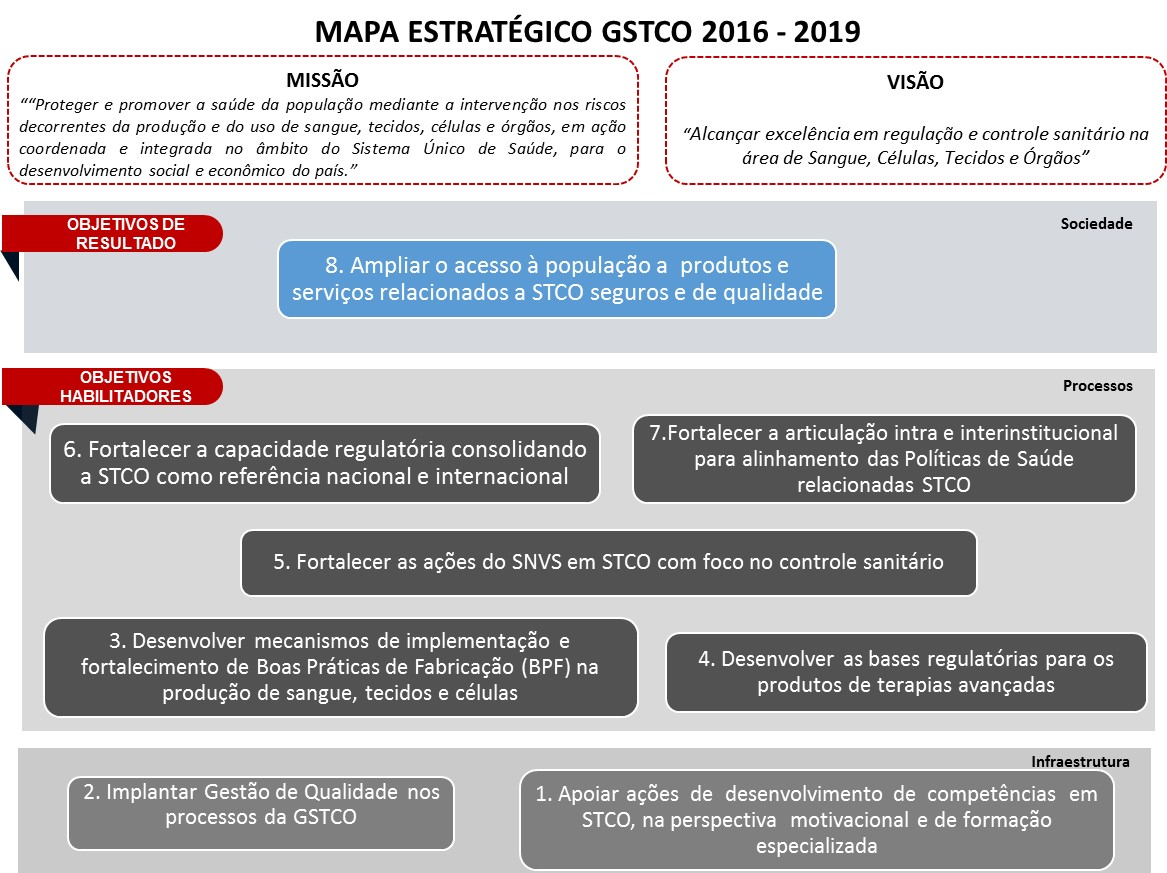 MAPA ESTRATÉGICO GSTCO 2016 - 2019
MISSÃO
““Proteger e promover a saúde da população mediante a intervenção nos riscos
decorrentes da produção e do uso de sangue, tecidos, células e órgãos, em ação
coordenada e integrada no âmbito do Sistema Único de Saúde, para o
desenvolvimento social e econômico do país.”
VISÃO
“Alcançar excelência em regulação e controle sanitário na
área de Sangue, Células, Tecidos e Órgãos”
OBJETIVOS DE
RESULTADO
Sociedade
8. Ampliar o acesso à população a produtos e
serviços relacionados a STCO seguros e de qualidade
OBJETIVOS
HABILITADORES
Processos
6. Fortalecer a capacidade regulatória consolidando
a STCO como referência nacional e internacional
7.Fortalecer a articulação intra e interinstitucional
para alinhamento das Políticas de Saúde
relacionadas STCO
5. Fortalecer as ações do SNVS em STCO com foco no controle sanitário
3. Desenvolver mecanismos de implementação e
fortalecimento de Boas Práticas de Fabricação (BPF) na
produção de sangue, tecidos e células
4. Desenvolver as bases regulatórias para os
produtos de terapias avançadas
Infraestrutura
2. Implantar Gestão de Qualidade nos
processos da GSTCO
1. Apoiar ações de desenvolvimento de competências em
STCO, na perspectiva motivacional e de formação
especializada